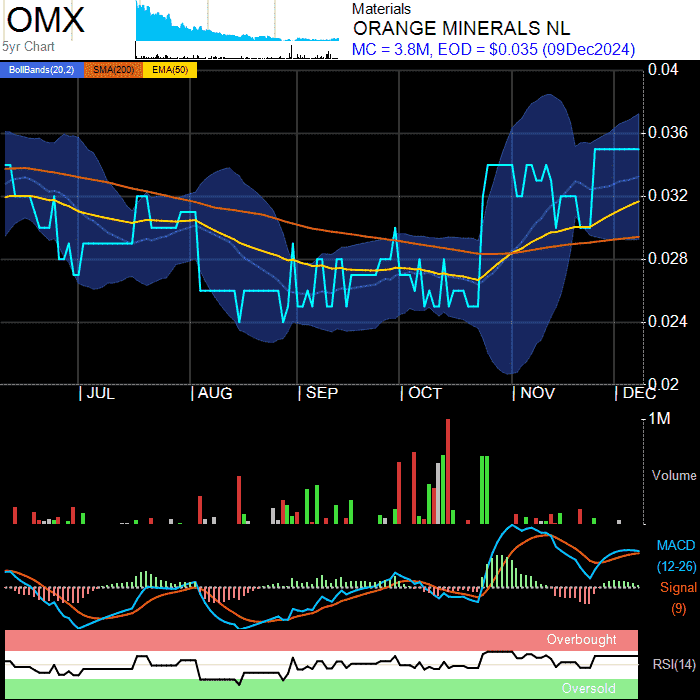 OMX
5yr Chart
Materials
ORANGE MINERALS NL
MC = 3.8M, EOD = $0.035 (09Dec2024)
BollBands(20,2) SMA(200) EMA(50)
0.04
0.036
0.032
0.028
0.024
0.02
JUL AUG SEP OCT NOV DEC
1M
Volume
MACD
(12-26)
Signal
(9)
Overbought
RSI(14)
Oversold